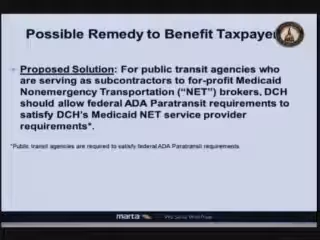 Possible Remedy to Benefit Taxpayer
Proposed Solution: For public transit agencies who
are serving as subcontractors to for-profit Medicaid
Nonemergency Transportation ("NET") brokers, DCH
should allow federal ADA Paratransit requirements to
satisfy DCH's Medicaid NET service provider
requirements*.
*Public transit agencies are required to satisfy federal ADA Paratransit requirements
marta